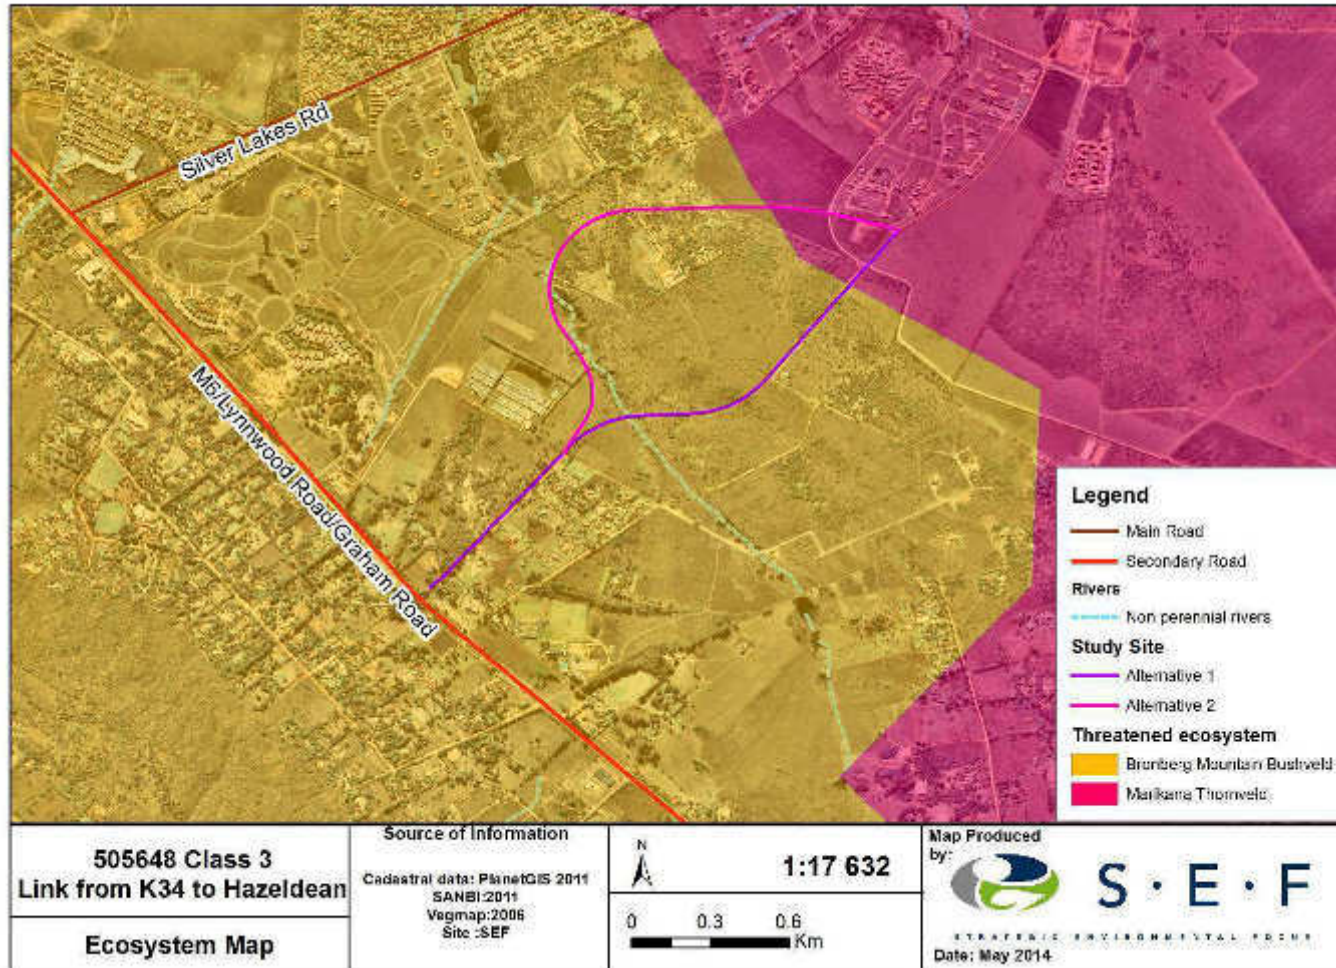 Silver Lakes Rd
M6/Lynnwood Road/Graham Road
Legend
Main Road
Secondary Road
Rivers
Non perennial rivers
Study Site
Alternative 1
Alternative 2
Threatened ecosystem
Bronberg Mountain Bushveld
Marikana Thornveld
505648 Class 3
Link from K34 to Hazeldean
Ecosystem Map
Source of Information
Cadastral data: PlanetGIS 2011
SANBI:2011
Vegmap:2006
Site :SEF
N
1:17 632
0 0.3 0.6
Km
Map Produced
by:
S·E·F
STRATEGIC ENVIRONMENTAL FOCUS
Date: May 2014